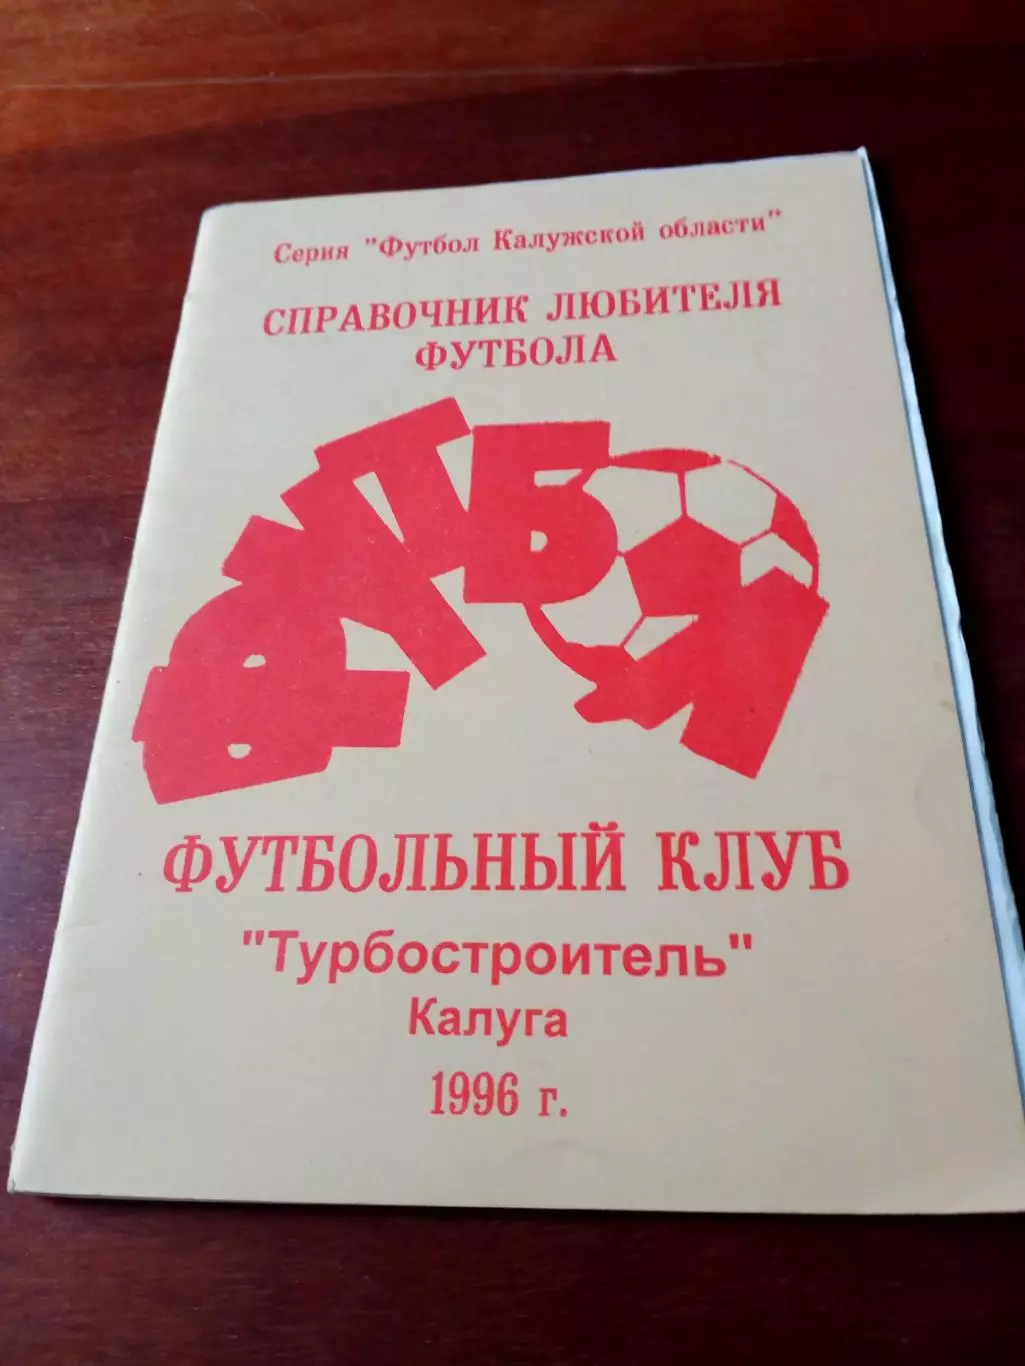 Серия "Футбол Калужской области"
СПРАВОЧНИК ЛЮБИТЕЛЯ
ФУТБОЛА
ФУТБОЛ
ФУТБОЛЬНЫЙ КЛУБ
"Турбостроитель"
Калуга
1996 г.